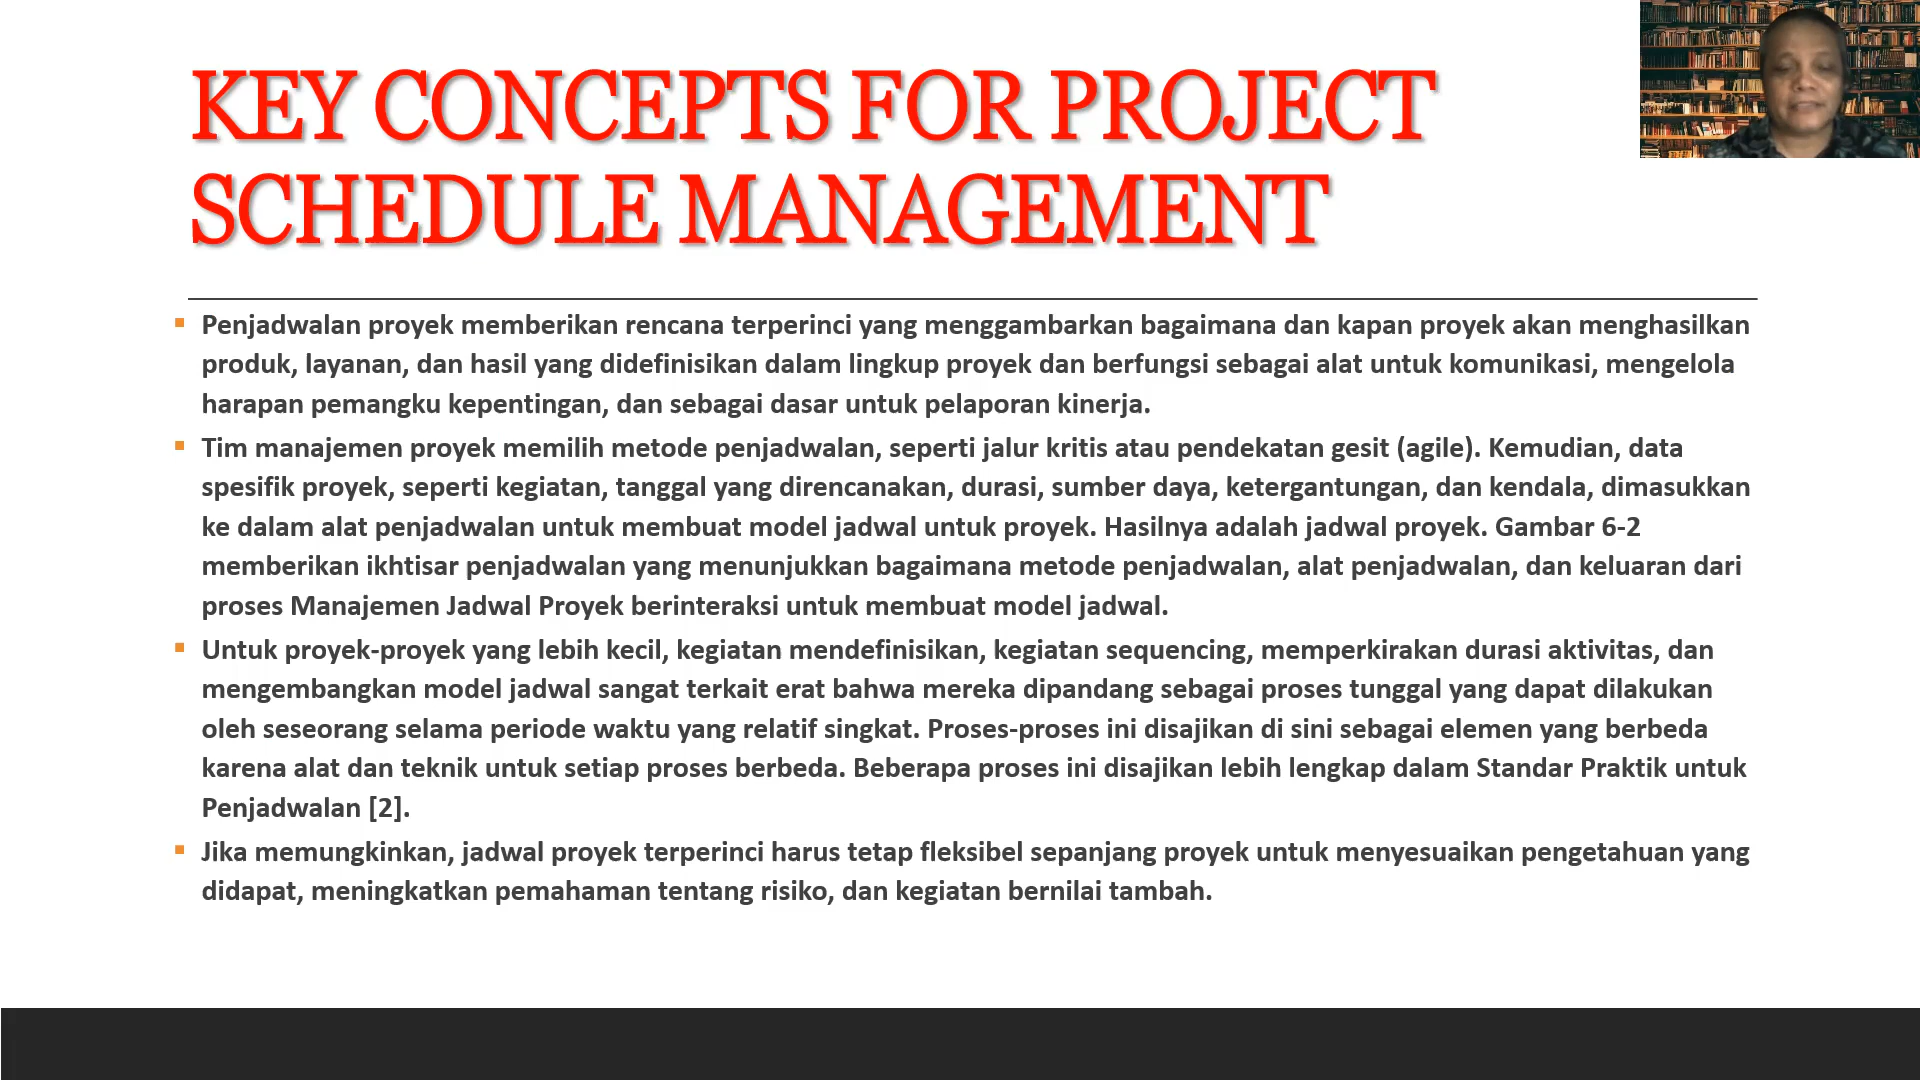 KEY CONCEPTS FOR PROJECT
SCHEDULE MANAGEMENT
▪ Penjadwalan proyek memberikan rencana terperinci yang menggambarkan bagaimana dan kapan proyek akan menghasilkan
produk, layanan, dan hasil yang didefinisikan dalam lingkup proyek dan berfungsi sebagai alat untuk komunikasi, mengelola
harapan pemangku kepentingan, dan sebagai dasar untuk pelaporan kinerja.
▪ Tim manajemen proyek memilih metode penjadwalan, seperti jalur kritis atau pendekatan gesit (agile). Kemudian, data
spesifik proyek, seperti kegiatan, tanggal yang direncanakan, durasi, sumber daya, ketergantungan, dan kendala, dimasukkan
ke dalam alat penjadwalan untuk membuat model jadwal untuk proyek. Hasilnya adalah jadwal proyek. Gambar 6-2
memberikan ikhtisar penjadwalan yang menunjukkan bagaimana metode penjadwalan, alat penjadwalan, dan keluaran dari
proses Manajemen Jadwal Proyek berinteraksi untuk membuat model jadwal.
▪ Untuk proyek-proyek yang lebih kecil, kegiatan mendefinisikan, kegiatan sequencing, memperkirakan durasi aktivitas, dan
mengembangkan model jadwal sangat terkait erat bahwa mereka dipandang sebagai proses tunggal yang dapat dilakukan
oleh seseorang selama periode waktu yang relatif singkat. Proses-proses ini disajikan di sini sebagai elemen yang berbeda
karena alat dan teknik untuk setiap proses berbeda. Beberapa proses ini disajikan lebih lengkap dalam Standar Praktik untuk
Penjadwalan [2].
▪ Jika memungkinkan, jadwal proyek terperinci harus tetap fleksibel sepanjang proyek untuk menyesuaikan pengetahuan yang
didapat, meningkatkan pemahaman tentang risiko, dan kegiatan bernilai tambah.